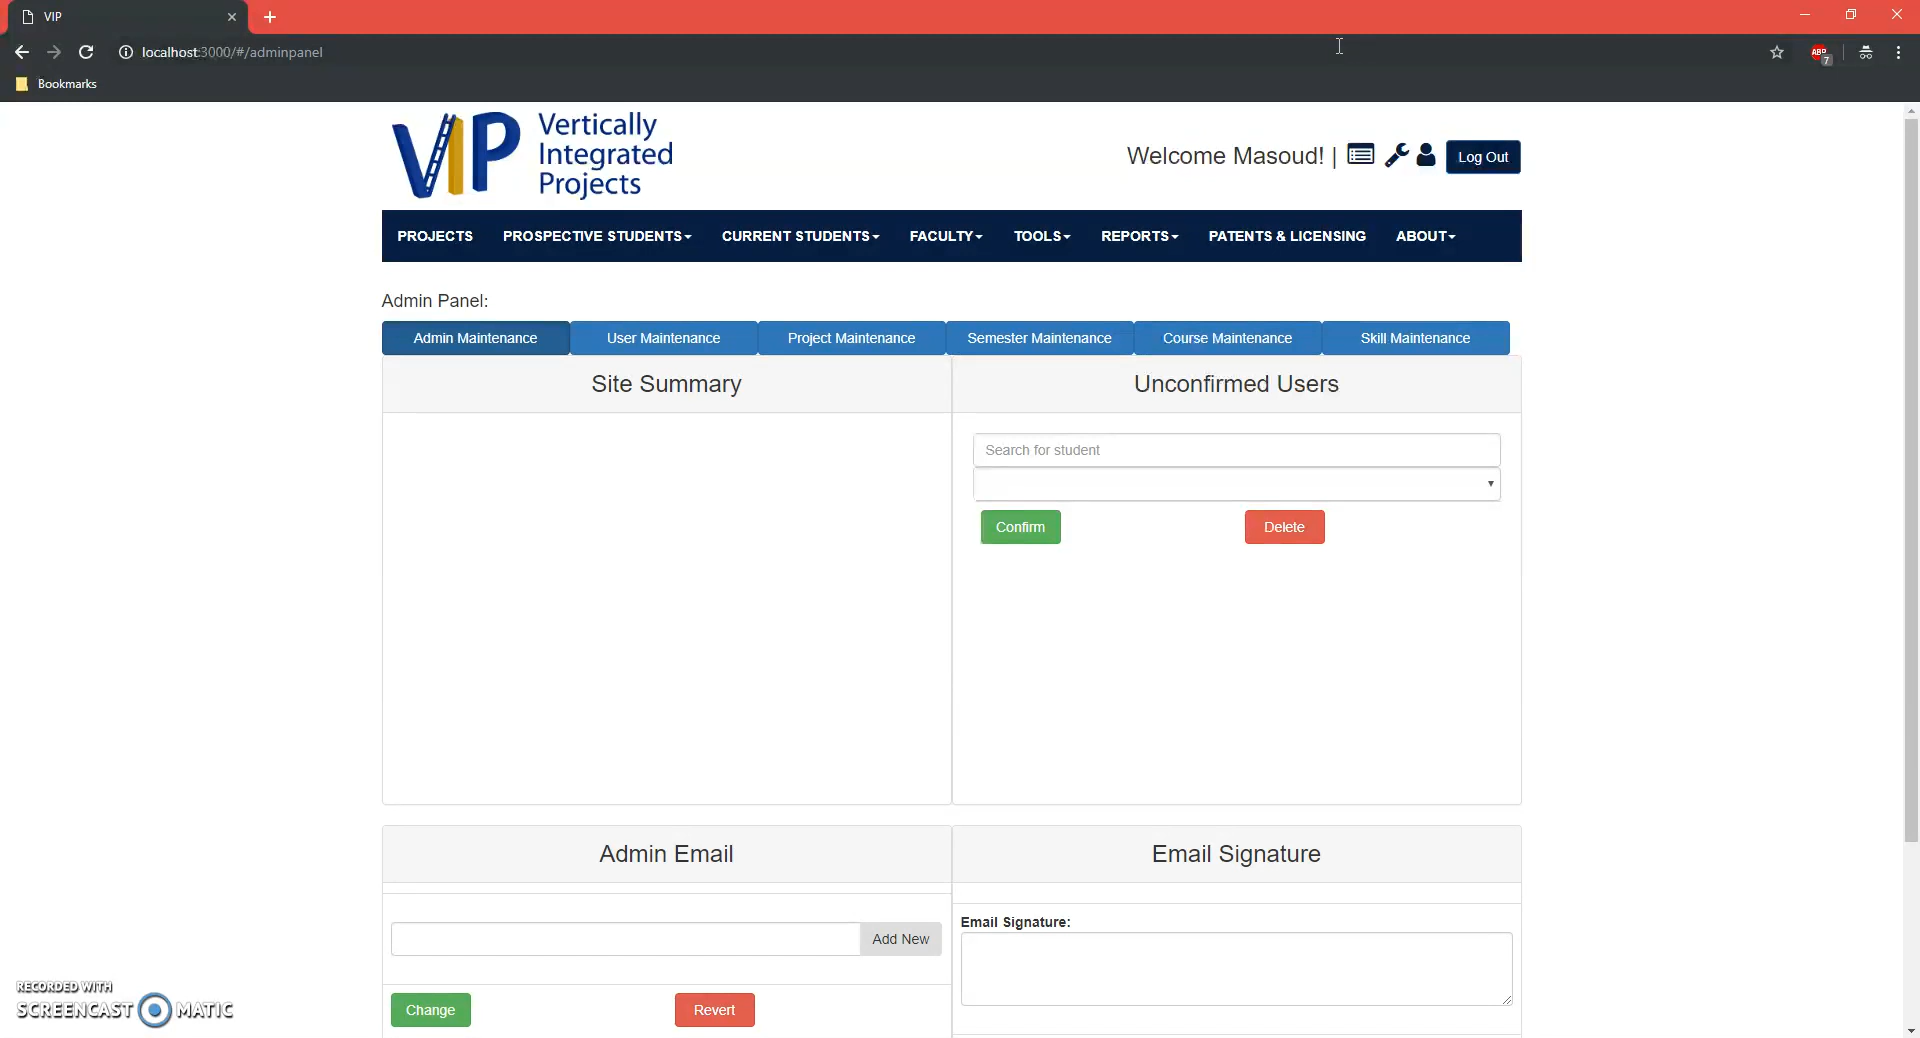 VIP
localhost:3000/#/adminpanel
ABP
7
Bookmarks
VIP
Vertically
Integrated
Projects
Welcome Masoud! |
Log Out
PROJECTS PROSPECTIVE STUDENTS CURRENT STUDENTS FACULTY TOOLS REPORTS PATENTS & LICENSING ABOUT
Admin Panel:
Admin Maintenance User Maintenance Project Maintenance Semester Maintenance Course Maintenance Skill Maintenance
Site Summary
Unconfirmed Users
Search for student
Confirm Delete
Admin Email
Email Signature
Add New
Email Signature:
Change Revert
RECORDED WITH
SCREENCAST MATIC